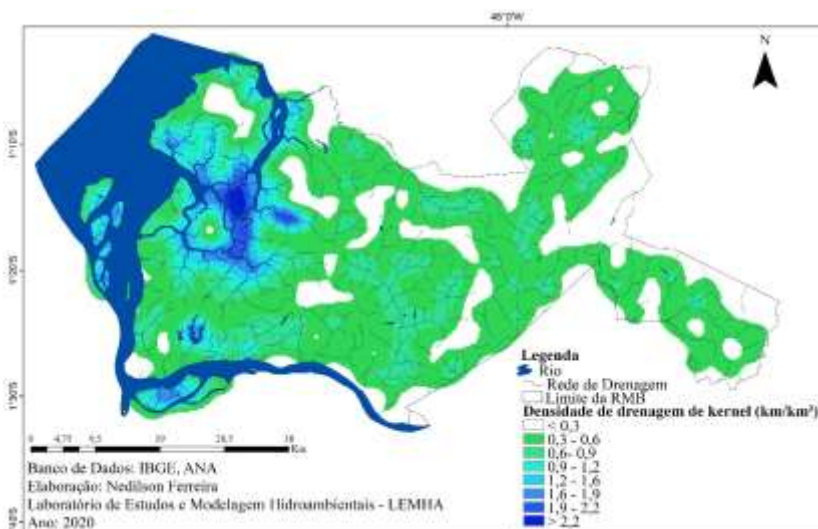 48°0'W
N
1°10'S
1°20'S
1°30'S
Legenda
Rio
Rede de Drenagem
Limite da RMB
Densidade de drenagem de kernel (km/km²)
< 0,3
0,3 - 0,6
0,6- 0,9
0,9 - 1,2
1,2 - 1,6
1,6 - 1,9
1,9 - 2,2
> 2,2
0
Km
Banco de Dados: IBGE, ANA
Elaboração: Nedilson Ferreira
Laboratório de Estudos e Modelagem Hidroambientais - LEMHA
Ano: 2020